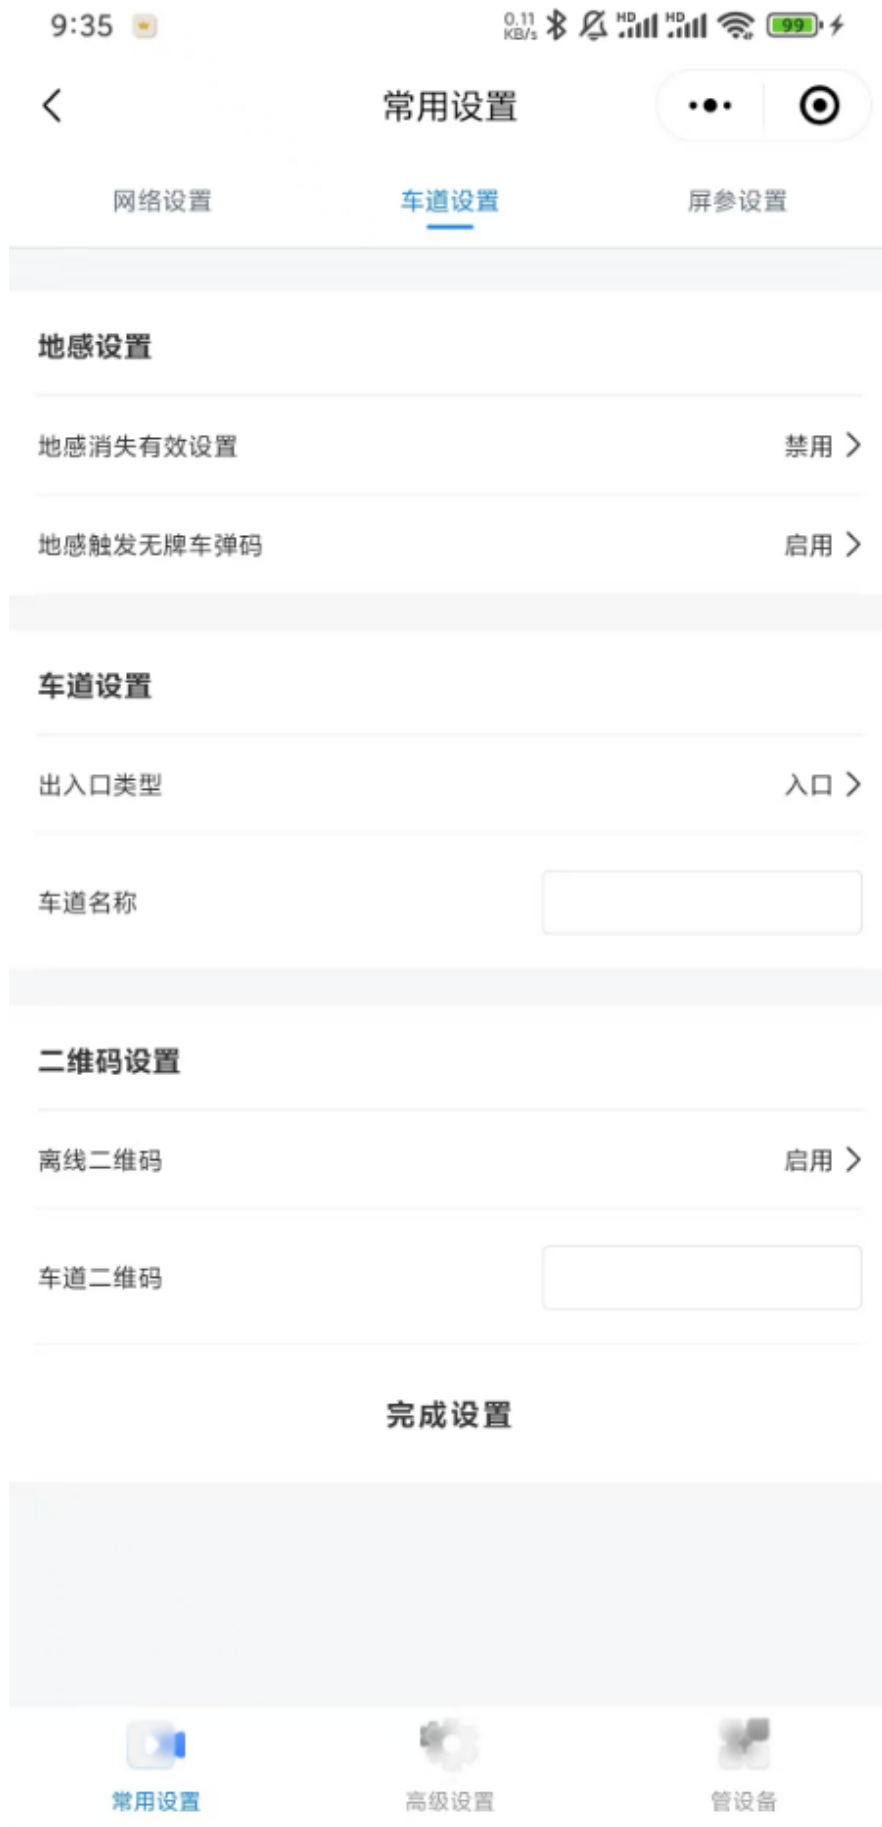 9:35 0.11 KB/s HD HD 99
常用设置
网络设置 车道设置 屏参设置
地感设置
地感消失有效设置 禁用
地感触发无牌车弹码 启用
车道设置
出入口类型 入口
车道名称
二维码设置
离线二维码 启用
车道二维码
完成设置
常用设置 高级设置 管设备